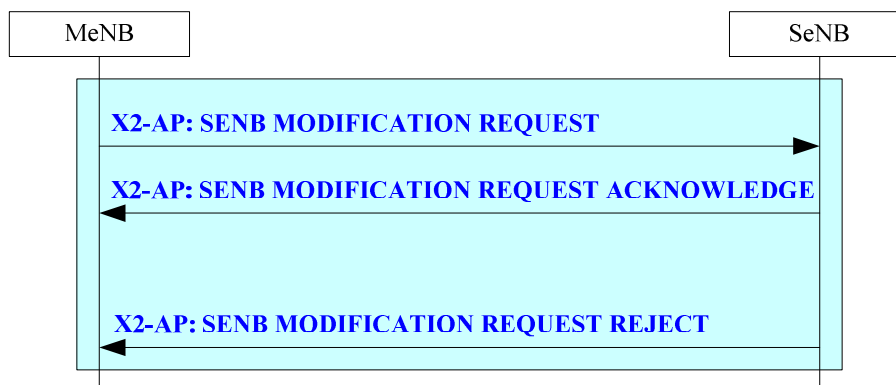 MeNB
SeNB
X2-AP: SENB MODIFICATION REQUEST
X2-AP: SENB MODIFICATION REQUEST ACKNOWLEDGE
X2-AP: SENB MODIFICATION REQUEST REJECT